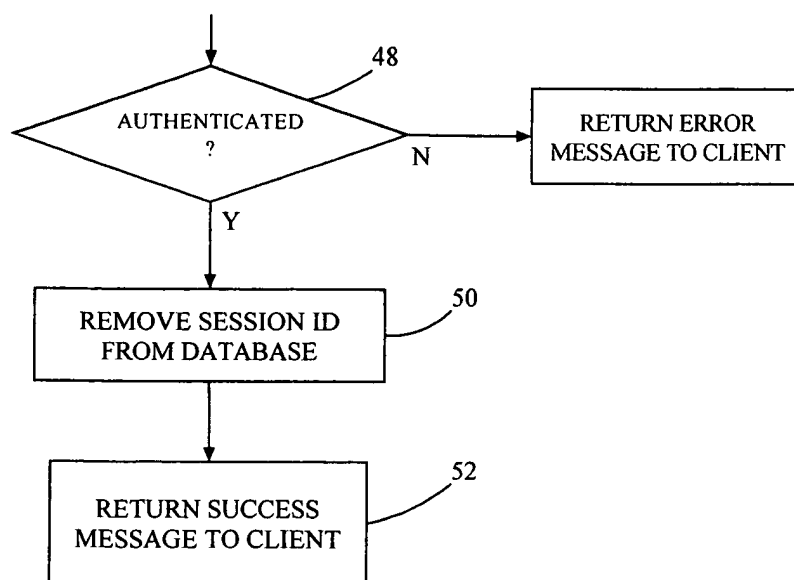 48
AUTHENTICATED
?
N
RETURN ERROR
MESSAGE TO CLIENT
Y
50
REMOVE SESSION ID
FROM DATABASE
52
RETURN SUCCESS
MESSAGE TO CLIENT